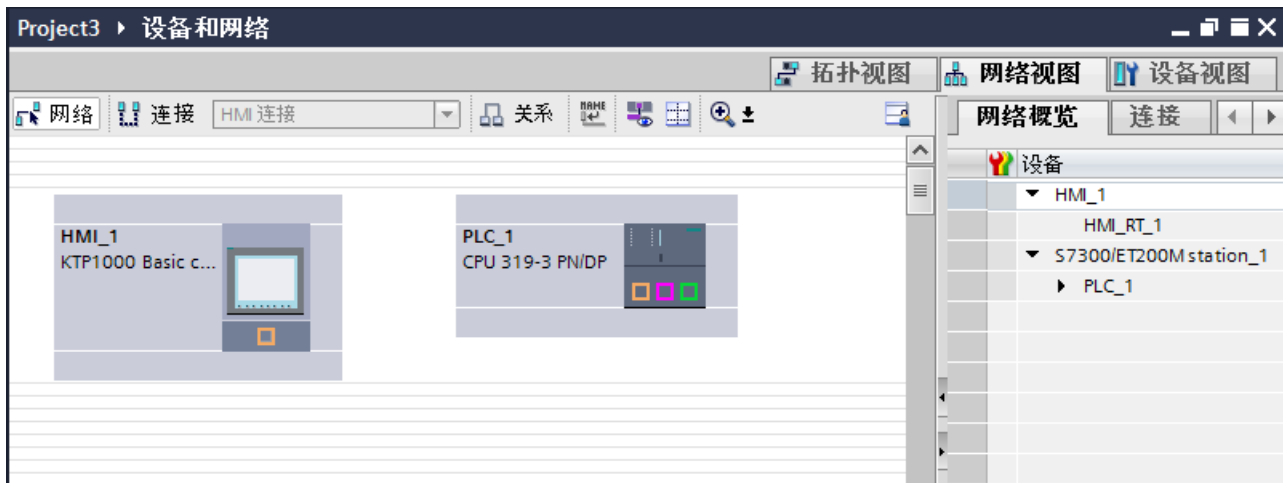 Project3 ▸ 设备和网络
拓扑视图 网络视图 设备视图
网络 连接 HMI 连接 关系 NAME
网络概览 连接
设备
HMI_1
HMI_RT_1
S7300/ET200M station_1
PLC_1
HMI_1
KTP1000 Basic c...
PLC_1
CPU 319-3 PN/DP